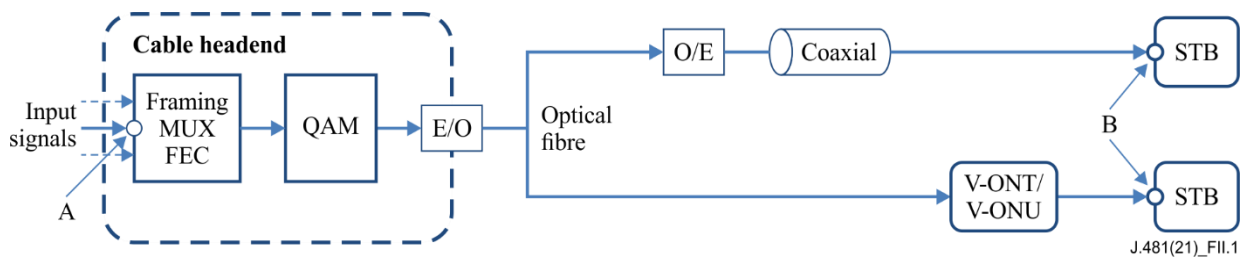 Cable headend
Input
signals
Framing
MUX
FEC
QAM
E/O
Optical
fibre
O/E
Coaxial
STB
A
B
V-ONT/
V-ONU
STB
J.481(21)_FII.1